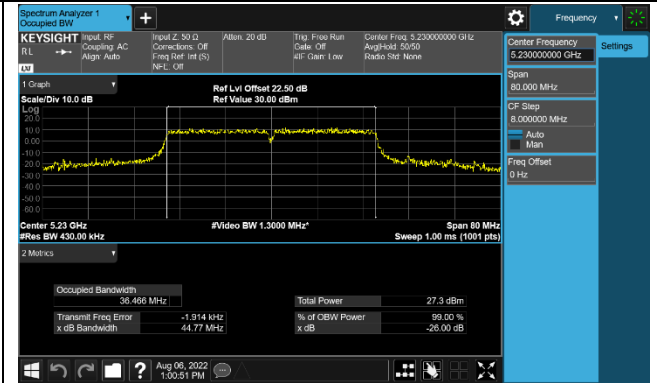 Spectrum Analyzer 1
Occupied BW
Frequency
KEYSIGHT
RL
LXI
Input: RF
Coupling: AC
Align: Auto
Input Z: 50 Ω
Corrections: Off
Freq Ref: Int (S)
NFE: Off
Atten: 20 dB
Trig: Free Run
Gate: Off
#IF Gain: Low
Center Freq: 5.230000000 GHz
Avg|Hold: 50/50
Radio Std: None
Center Frequency
5.230000000 GHz
Settings
Span
80.000 MHz
CF Step
8.000000 MHz
Auto
Man
Freq Offset
0 Hz
1 Graph
Scale/Div 10.0 dB
Ref Lvl Offset 22.50 dB
Ref Value 30.00 dBm
Log
20.0
10.0
0.00
-10.0
-20.0
-30.0
-40.0
-50.0
-60.0
Center 5.23 GHz
#Res BW 430.00 kHz
#Video BW 1.3000 MHz*
Span 80 MHz
Sweep 1.00 ms (1001 pts)
2 Metrics
Occupied Bandwidth
36.466 MHz
Total Power 27.3 dBm
Transmit Freq Error -1.914 kHz
% of OBW Power 99.00 %
x dB Bandwidth 44.77 MHz
x dB -26.00 dB
?
Aug 06, 2022
1:00:51 PM